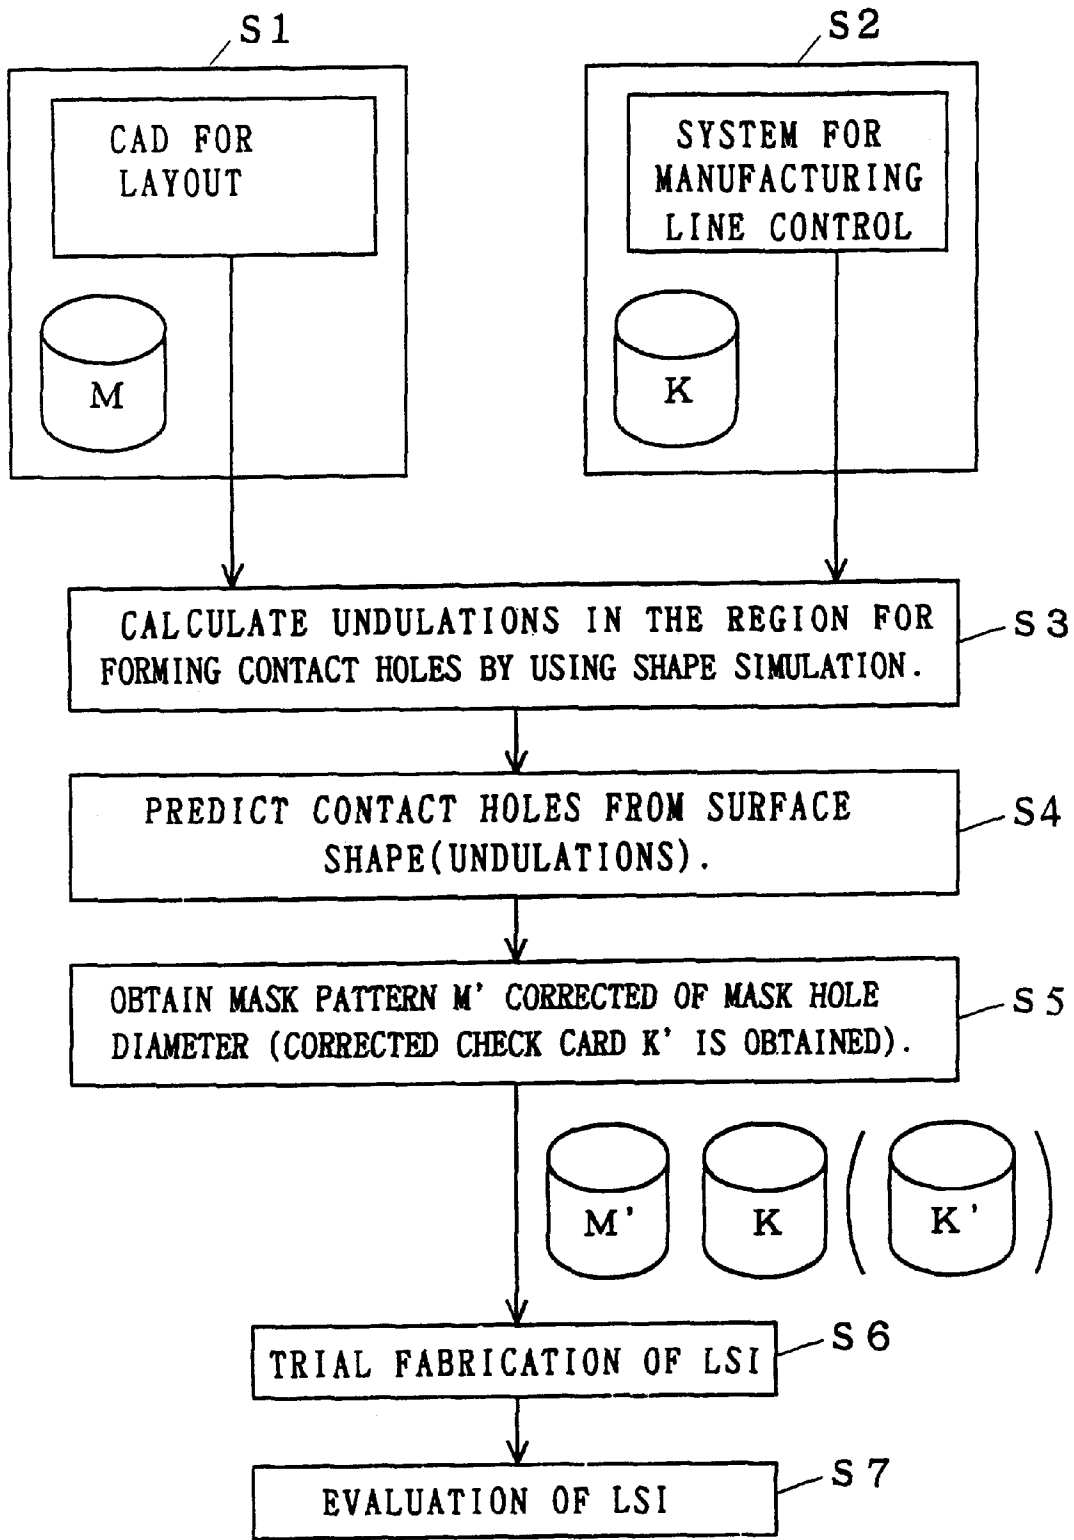 S1
S2
CAD FOR
LAYOUT
SYSTEM FOR
MANUFACTURING
LINE CONTROL
M
K
CALCULATE UNDULATIONS IN THE REGION FOR
FORMING CONTACT HOLES BY USING SHAPE SIMULATION.
S3
PREDICT CONTACT HOLES FROM SURFACE
SHAPE(UNDULATIONS).
S4
OBTAIN MASK PATTERN M' CORRECTED OF MASK HOLE
DIAMETER (CORRECTED CHECK CARD K' IS OBTAINED).
S5
M' K ( K' )
TRIAL FABRICATION OF LSI
S6
EVALUATION OF LSI
S7